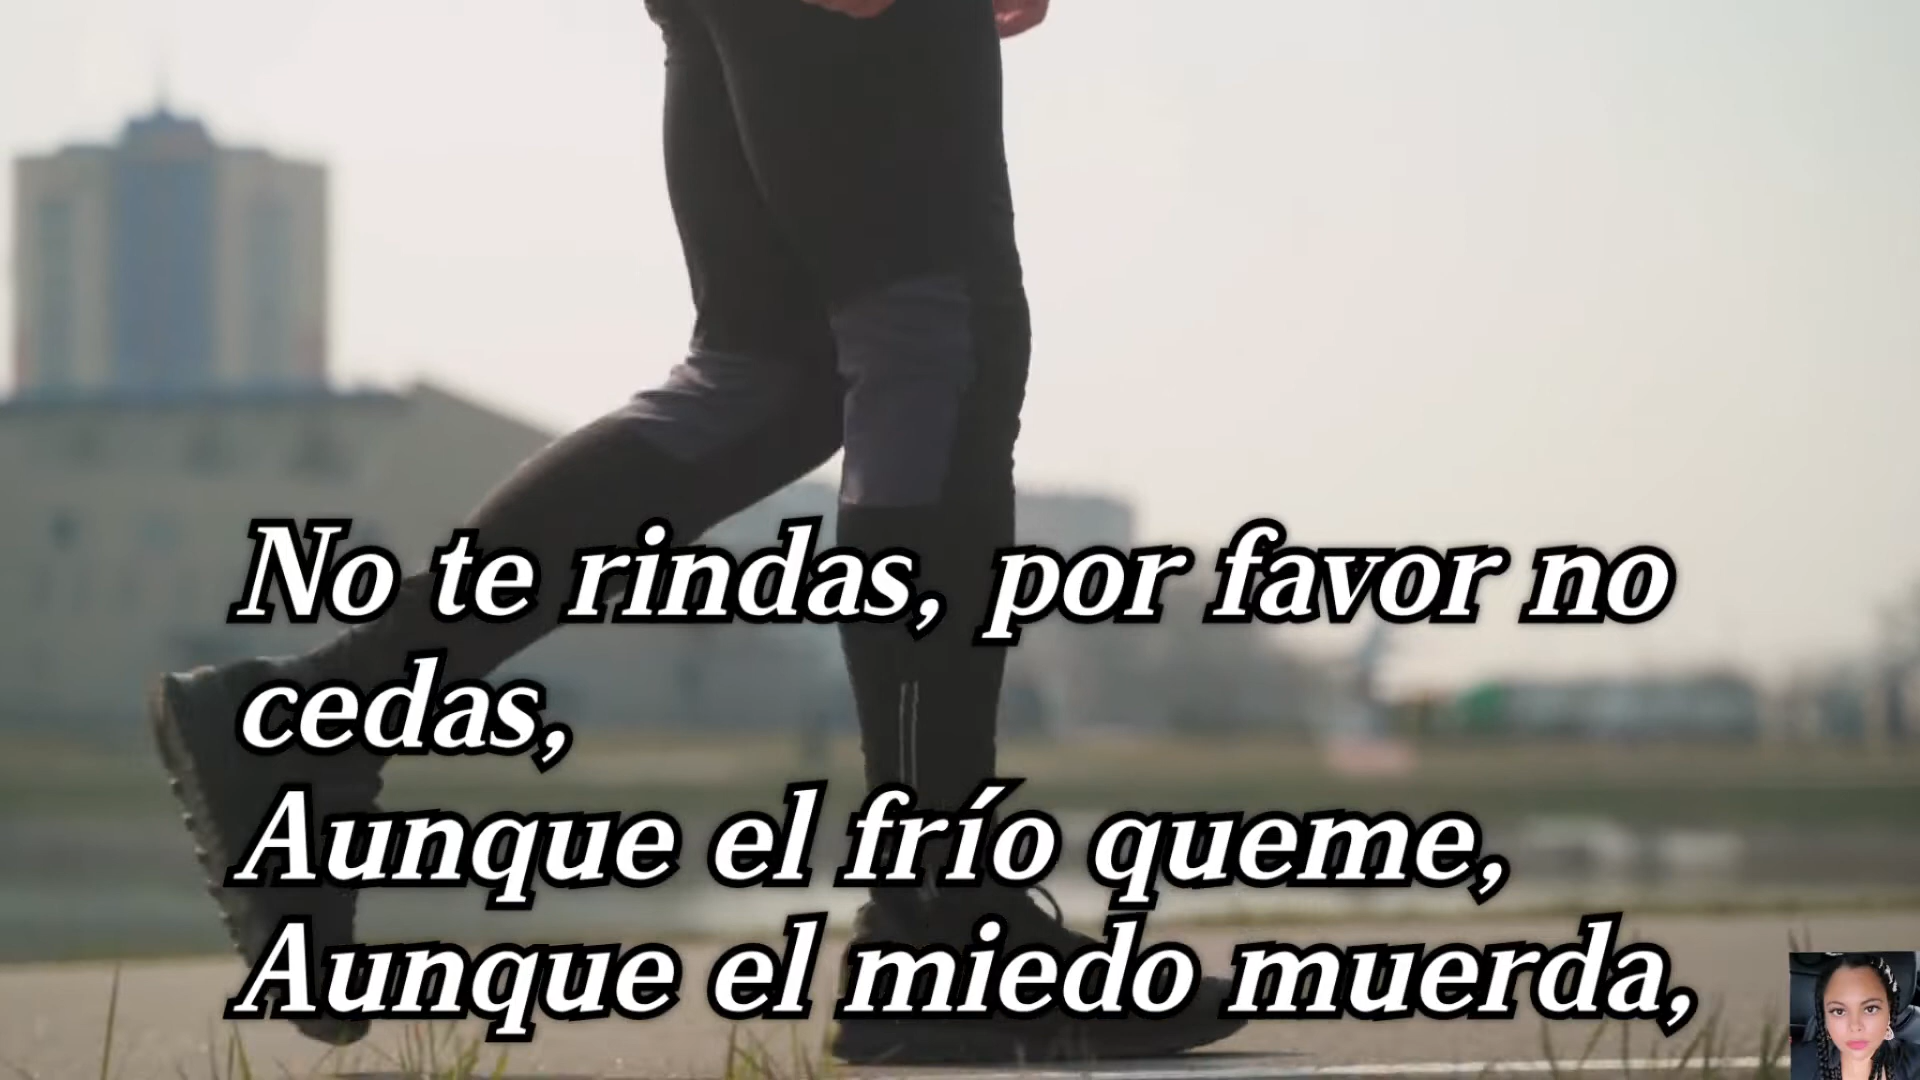 No te rindas, por favor no
cedas,
Aunque el frío queme,
Aunque el miedo muerda,